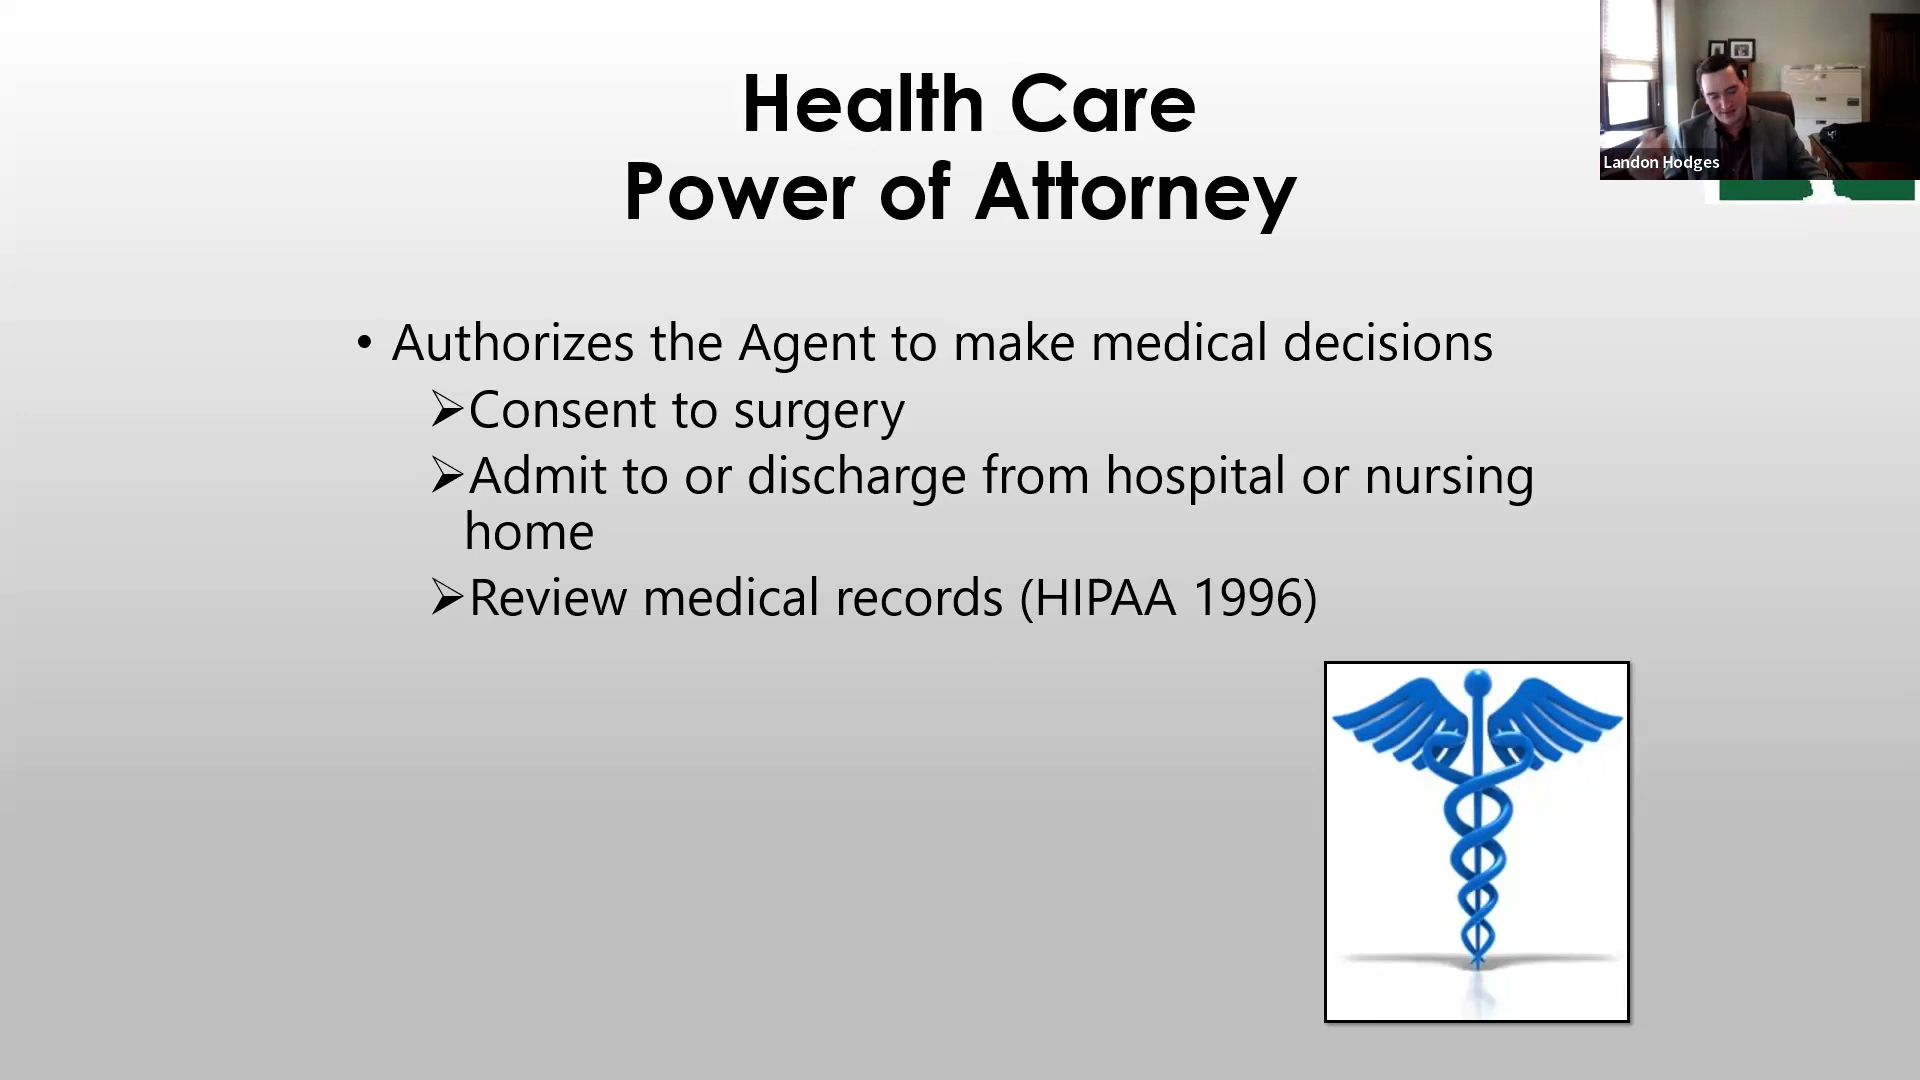 Health Care
Power of Attorney
• Authorizes the Agent to make medical decisions
➢Consent to surgery
➢Admit to or discharge from hospital or nursing
home
➢Review medical records (HIPAA 1996)
Landon Hodges